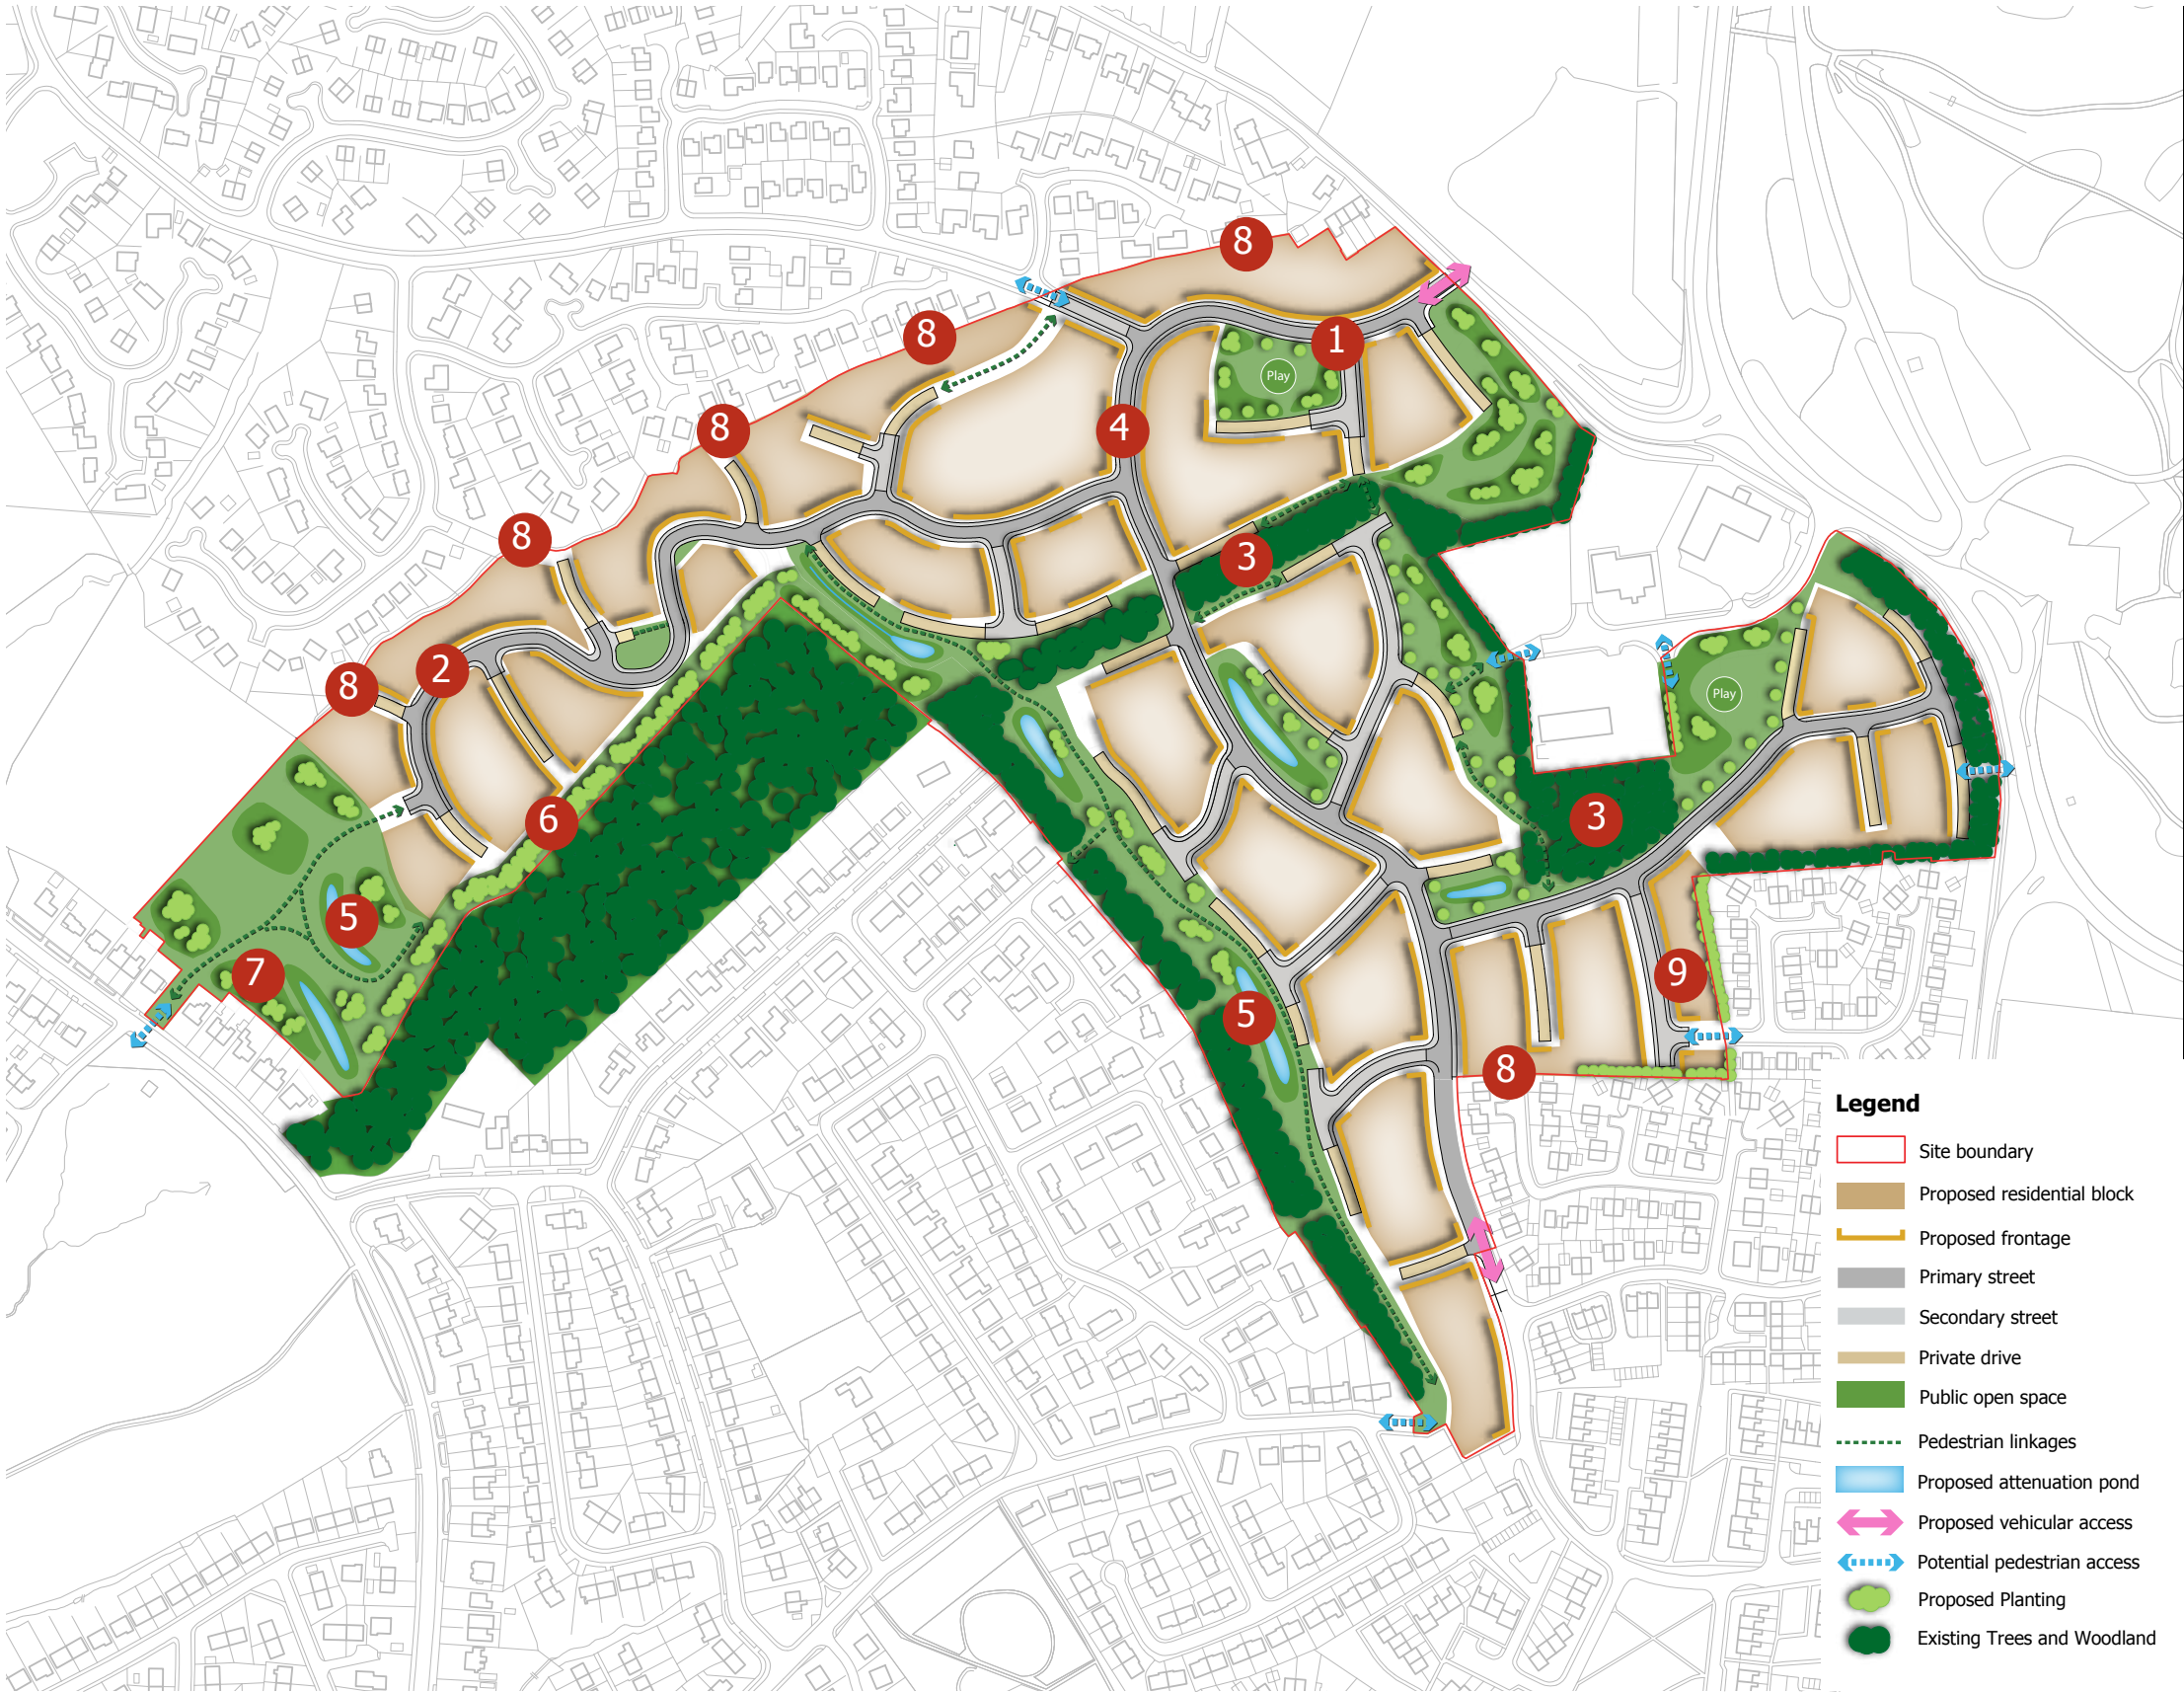 8
1
Play
8
4
8
8
3
2
8
Play
3
6
5
7
9
5
8
Legend
Site boundary
Proposed residential block
Proposed frontage
Primary street
Secondary street
Private drive
Public open space
Pedestrian linkages
Proposed attenuation pond
Proposed vehicular access
Potential pedestrian access
Proposed Planting
Existing Trees and Woodland